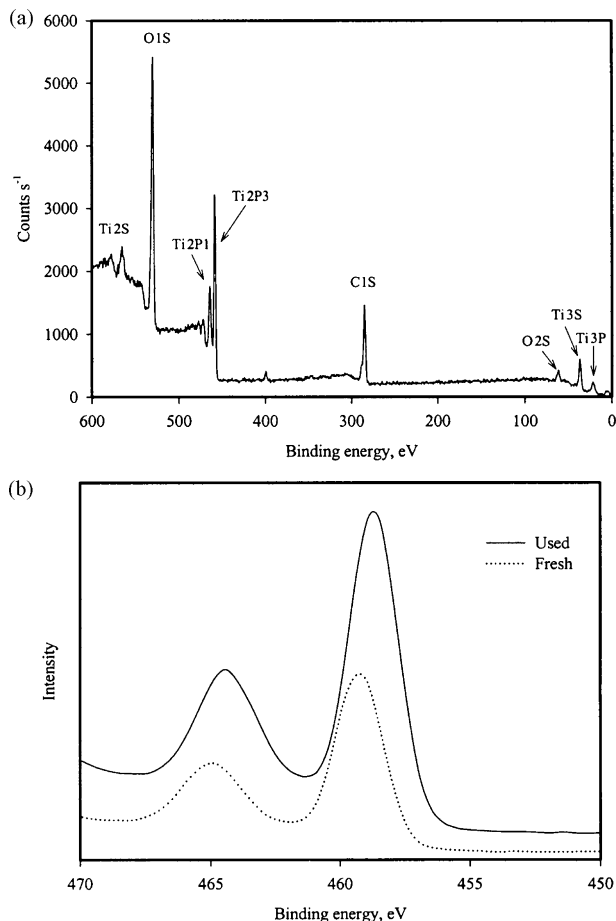 (a)
6000
5000
4000
3000
2000
1000
0
Counts s-1
O1S
Ti2S
Ti2P1
Ti2P3
C1S
O2S
Ti3S
Ti3P
600 500 400 300 200 100 0
Binding energy, eV
(b)
Intensity
Used
Fresh
470 465 460 455 450
Binding energy, eV